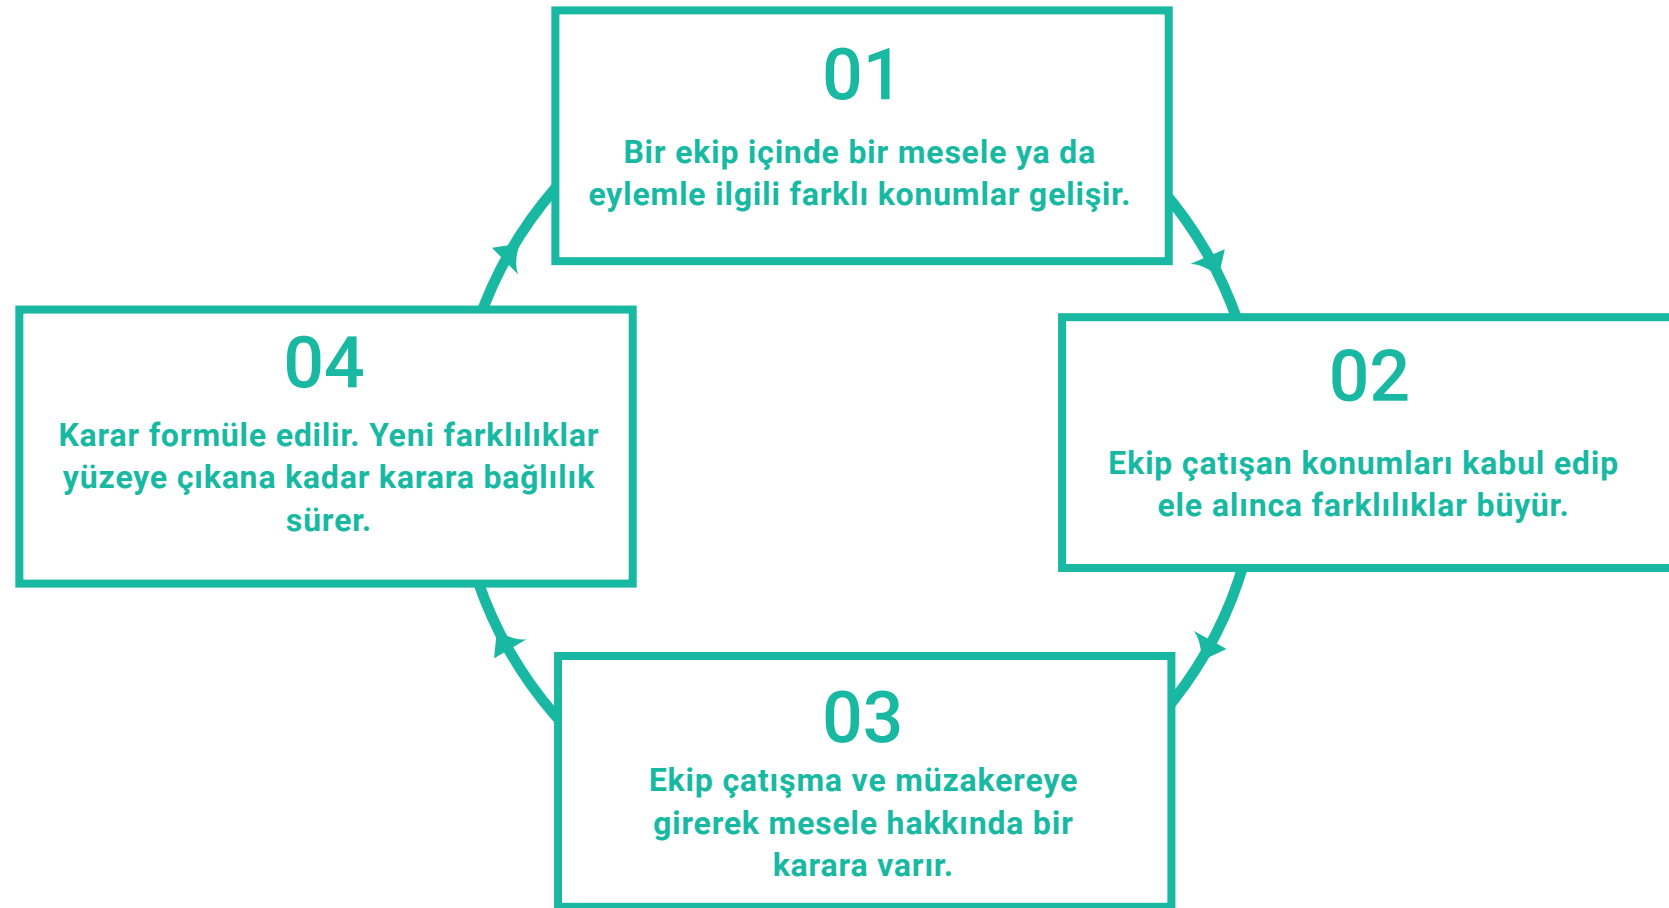 01
Bir ekip içinde bir mesele ya da
eylemle ilgili farklı konumlar gelişir.
02
Ekip çatışan konumları kabul edip
ele alınca farklılıklar büyür.
03
Ekip çatışma ve müzakereye
girerek mesele hakkında bir
karara varır.
04
Karar formüle edilir. Yeni farklılıklar
yüzeye çıkana kadar karara bağlılık
sürer.